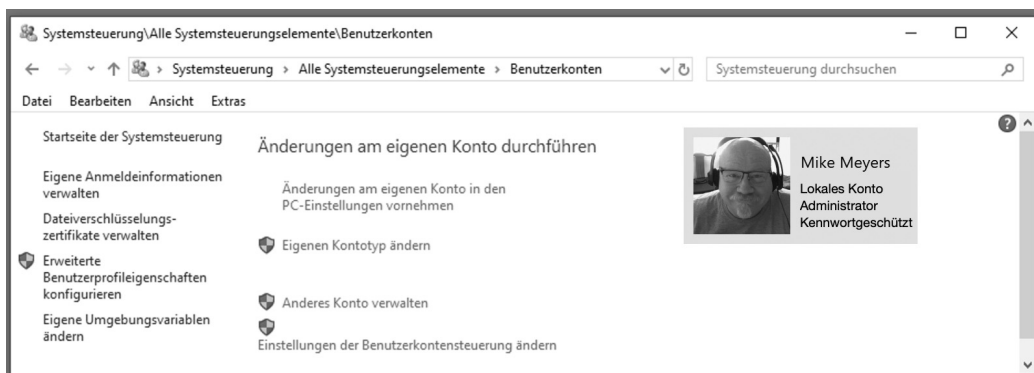 Systemsteuerung\Alle Systemsteuerungselemente\Benutzerkonten
Systemsteuerung > Alle Systemsteuerungselemente > Benutzerkonten
Systemsteuerung durchsuchen
Datei Bearbeiten Ansicht Extras
Startseite der Systemsteuerung
Eigene Anmeldeinformationen
verwalten
Dateiverschlüsselungs-
zertifikate verwalten
Erweiterte
Benutzerprofileigenschaften
konfigurieren
Eigene Umgebungsvariablen
ändern
Änderungen am eigenen Konto durchführen
Änderungen am eigenen Konto in den
PC-Einstellungen vornehmen
Eigenen Kontotyp ändern
Anderes Konto verwalten
Einstellungen der Benutzerkontensteuerung ändern
Mike Meyers
Lokales Konto
Administrator
Kennwortgeschützt